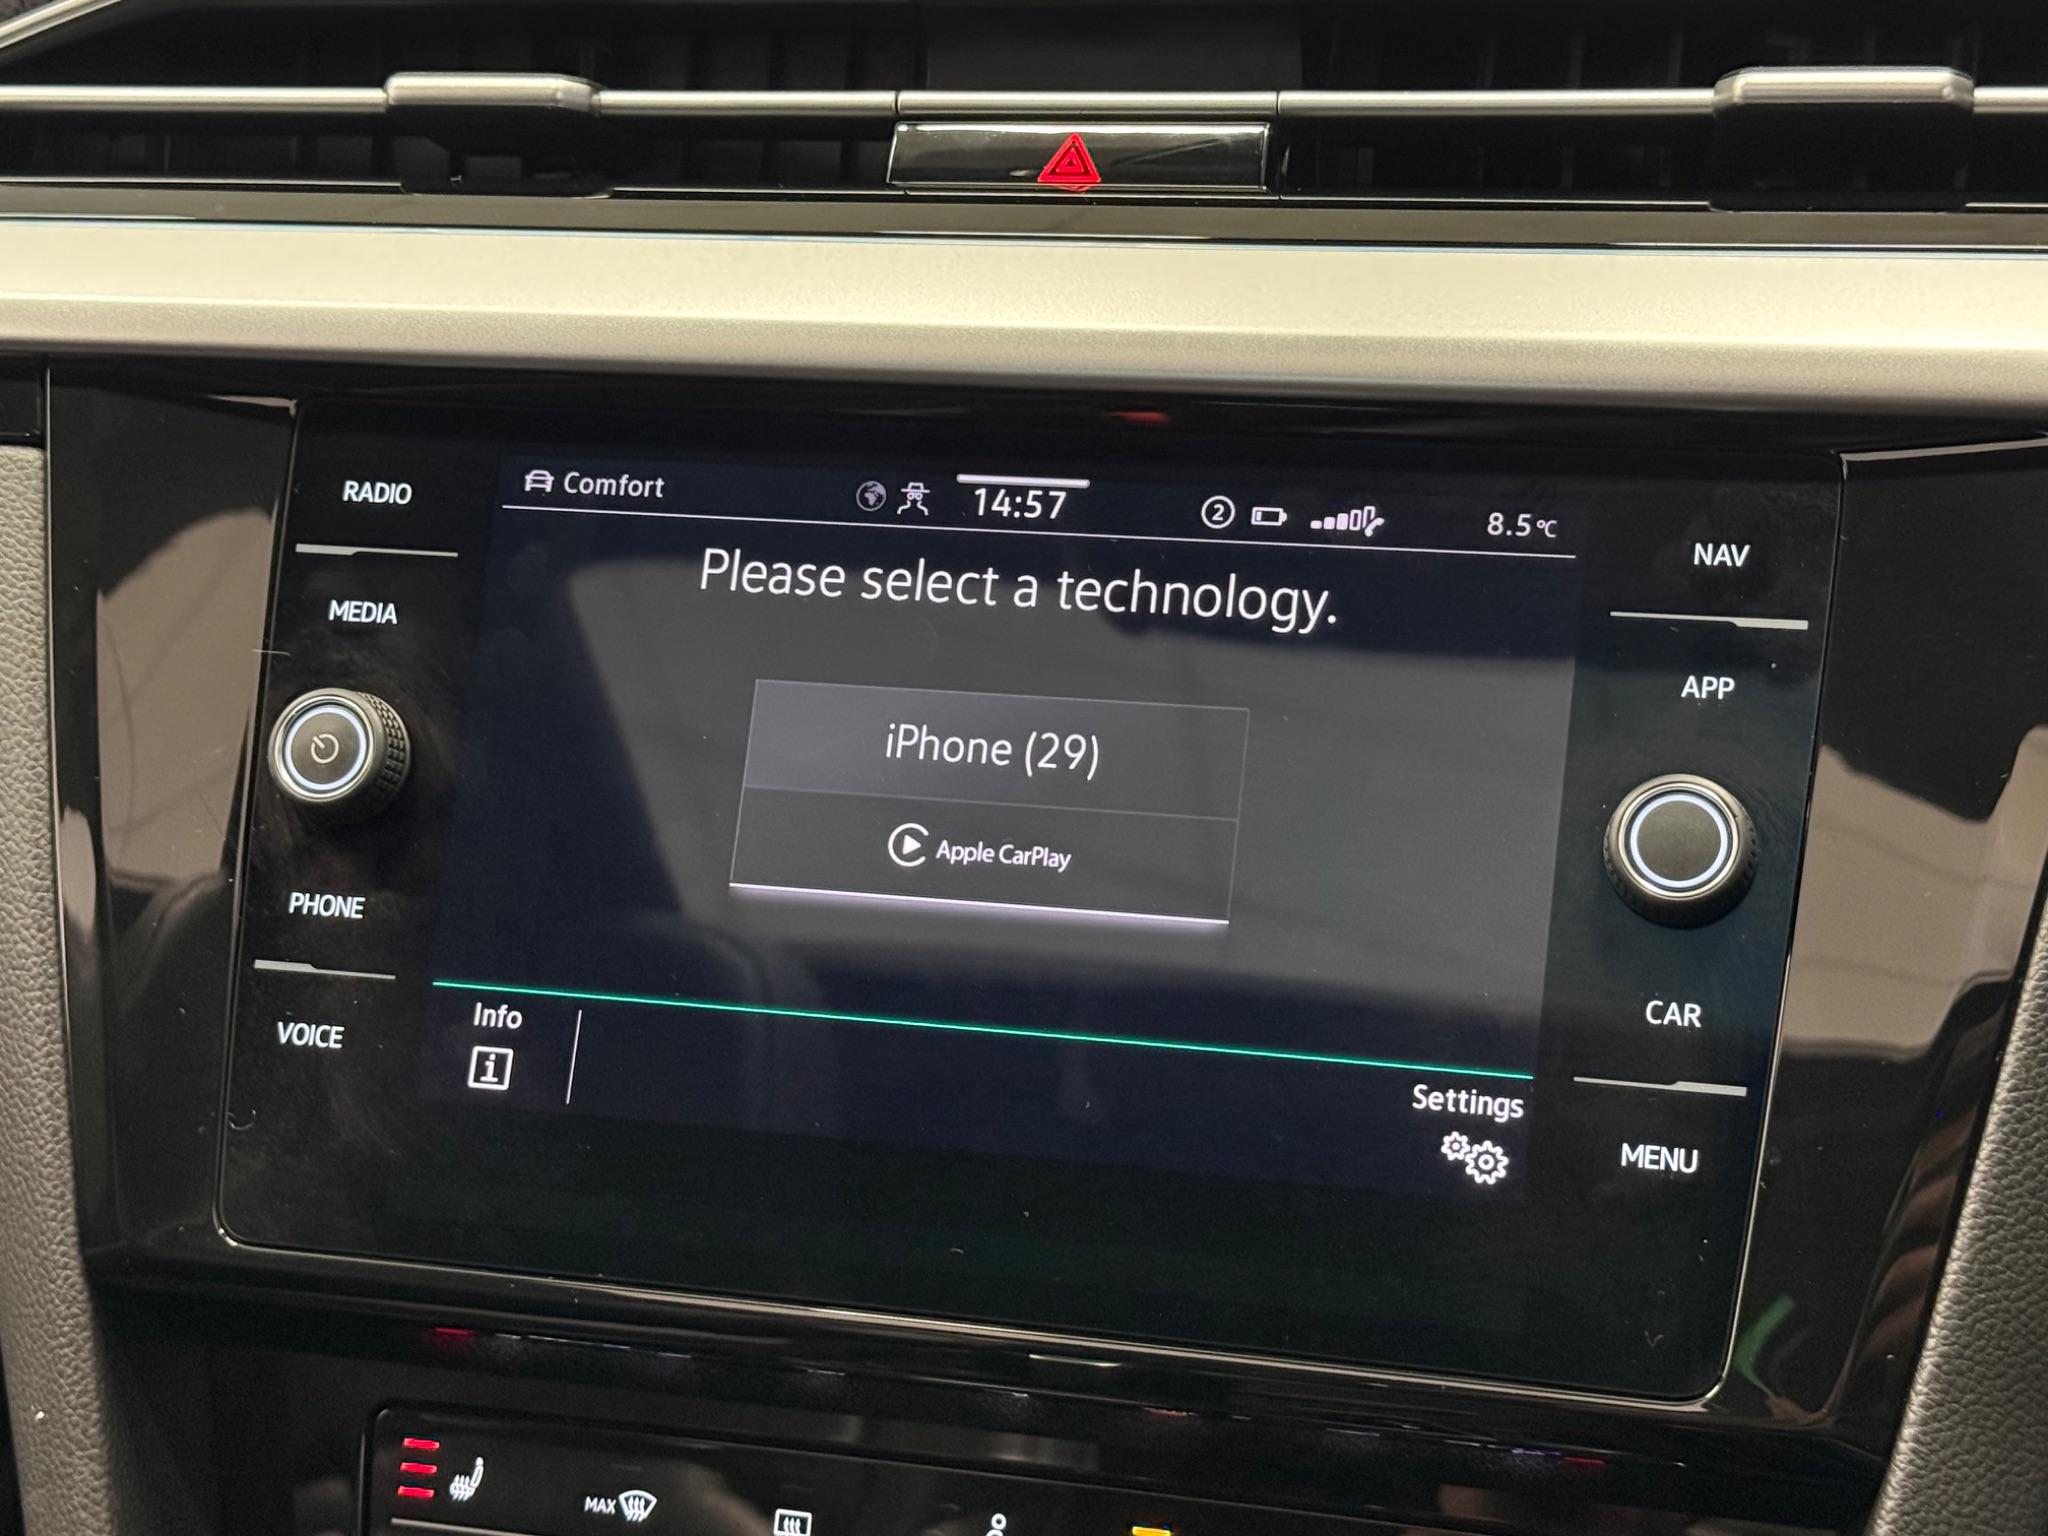 RADIO
MEDIA
PHONE
VOICE
Comfort
14:57
2
8.5°C
Please select a technology.
iPhone (29)
Apple CarPlay
Info
i
Settings
NAV
APP
CAR
MENU
MAX